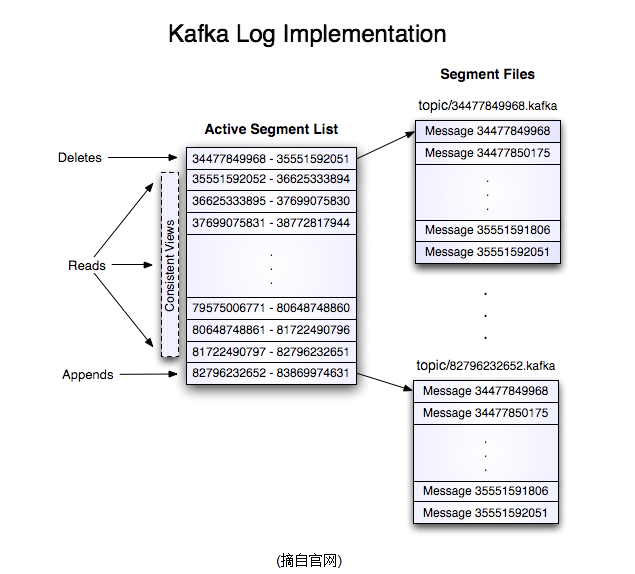 Kafka Log Implementation
Segment Files
topic/34477849968.kafka
Active Segment List
Message 34477849968
Message 34477850175
.
.
.
Message 35551591806
Message 35551592051
Deletes
34477849968 - 35551592051
35551592052 - 36625333894
36625333895 - 37699075830
37699075831 - 38772817944
.
.
.
79575006771 - 80648748860
80648748861 - 81722490796
81722490797 - 82796232651
82796232652 - 83869974631
Consistent Views
Reads
Appends
.
.
.
topic/82796232652.kafka
Message 34477849968
Message 34477850175
.
.
.
Message 35551591806
Message 35551592051
(摘自官网)